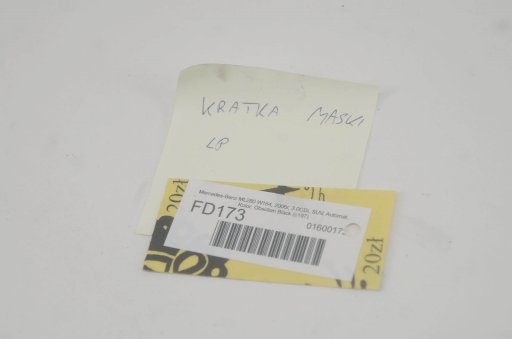 KRATKA MASKI
LP
20zł
Mercedes-Benz ML280 W164, 2006r, 3.0CDi, SUV, Automat,
Kolor: Obsidian Black (c197)
FD173
0160017
20zł